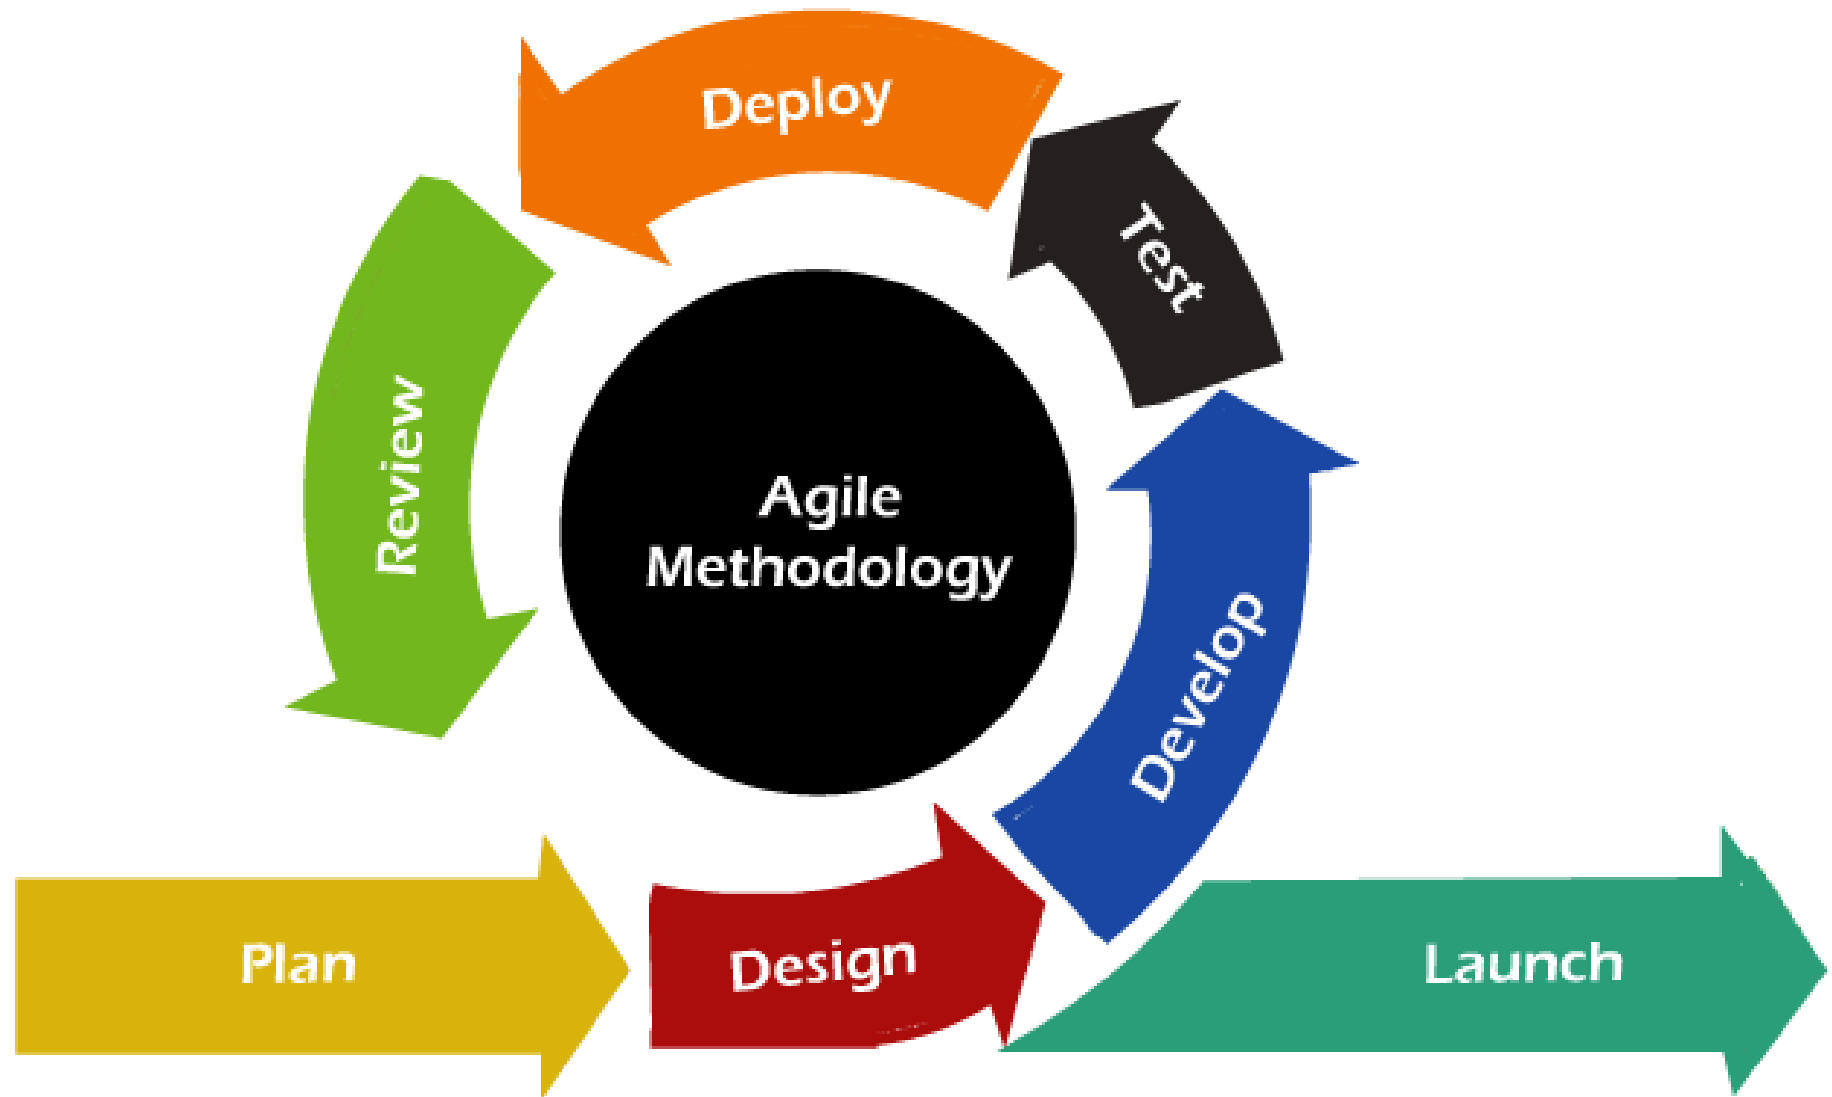 Deploy
Test
Review
Agile
Methodology
Develop
Plan
Design
Launch